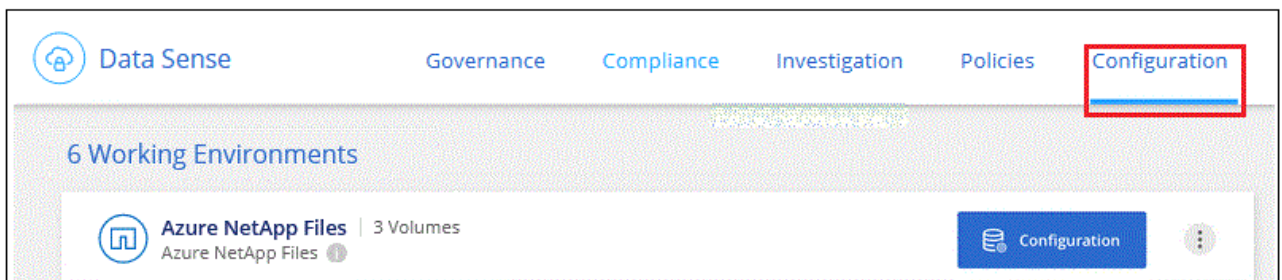 Data Sense Governance Compliance Investigation Policies Configuration
6 Working Environments
Azure NetApp Files | 3 Volumes
Azure NetApp Files
Configuration